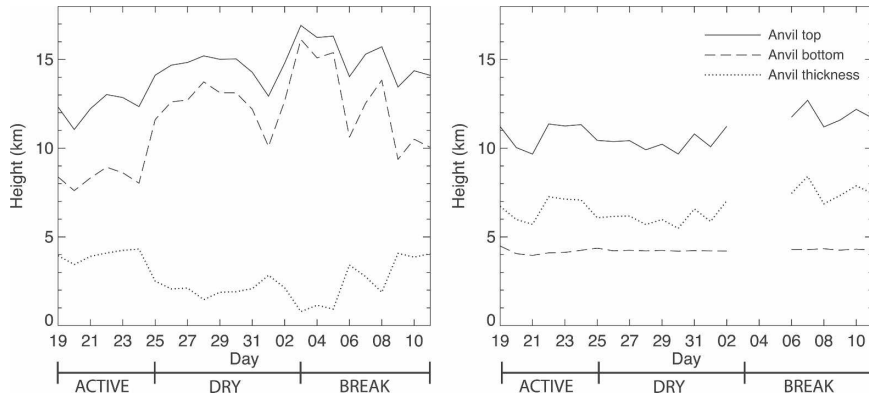 Height (km)
15
10
5
0
19 21 23 25 27 29 31 02 04 06 08 10
Day
ACTIVE DRY BREAK
Height (km)
15
10
5
0
Anvil top
Anvil bottom
Anvil thickness
19 21 23 25 27 29 31 02 04 06 08 10
Day
ACTIVE DRY BREAK